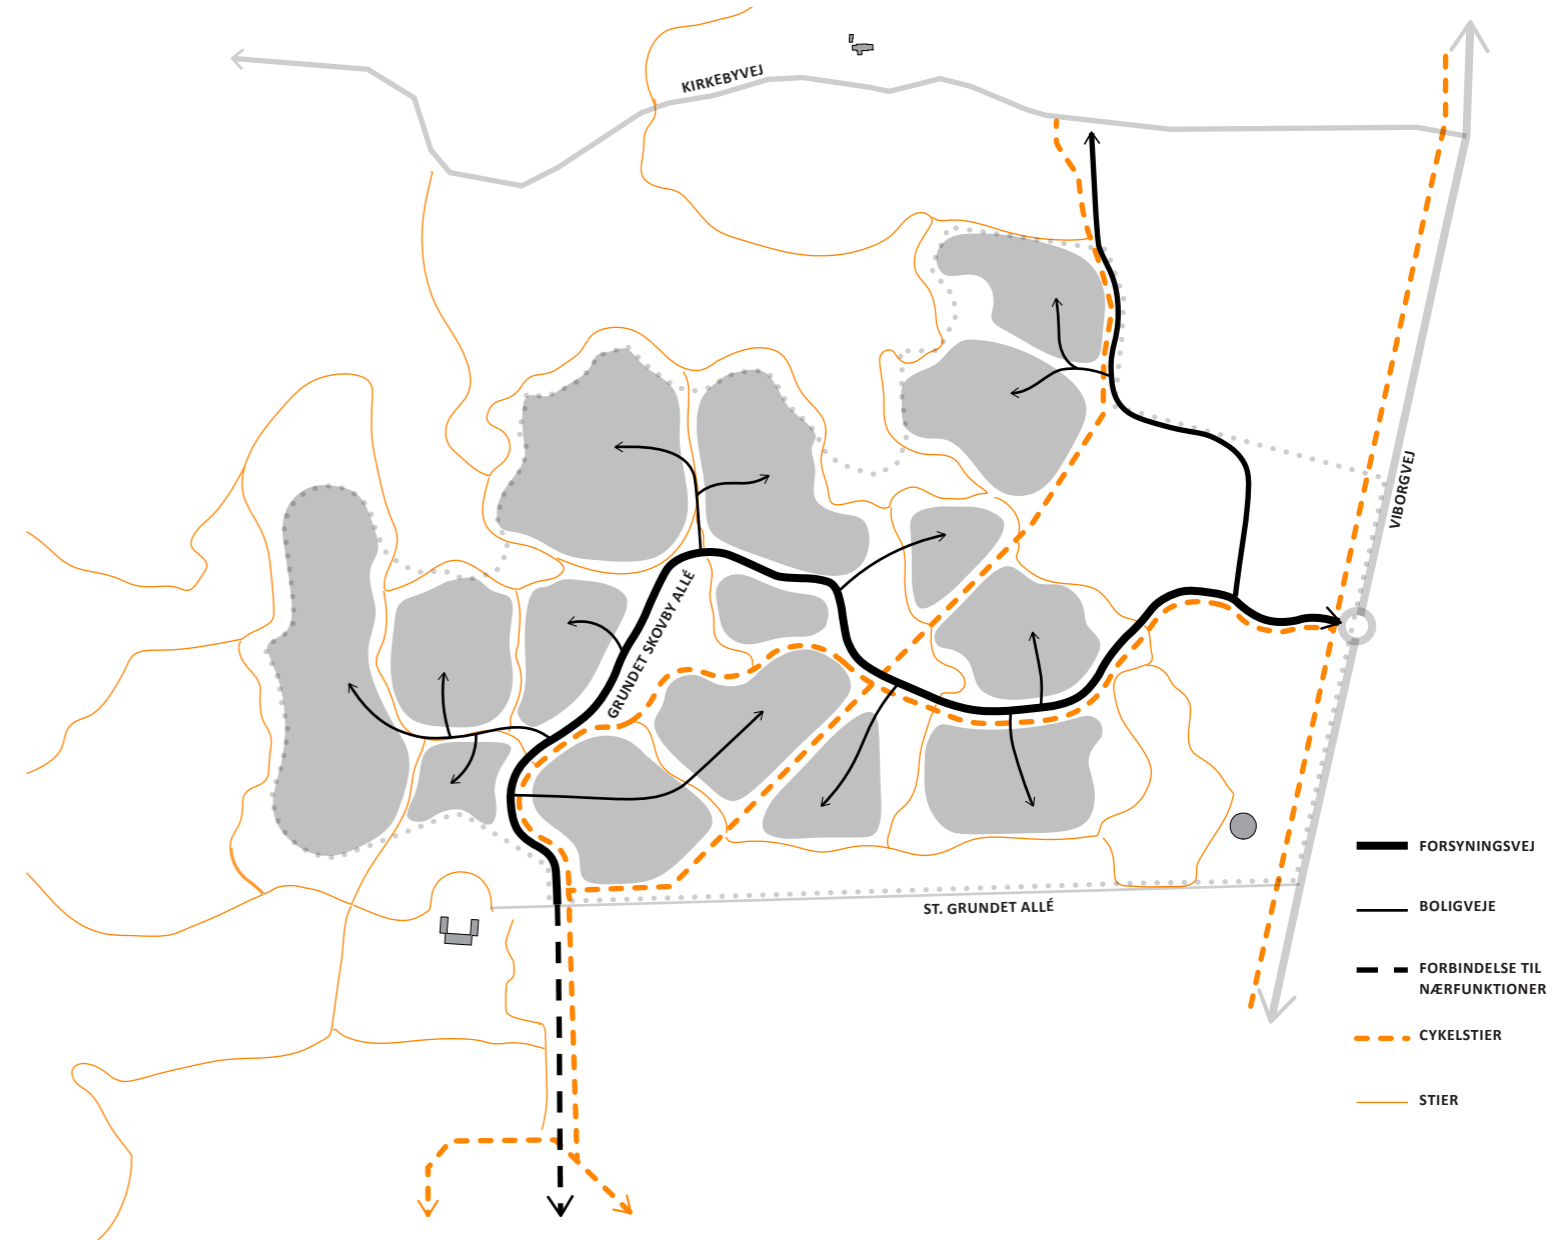 KIRKEBYVEJ
VIBORGVEJ
GRUNDET SKOVBY ALLÉ
ST. GRUNDET ALLÉ
FORSYNINGSVEJ
BOLIGVEJE
FORBINDELSE TIL
NÆRFUNKTIONER
CYKELSTIER
STIER